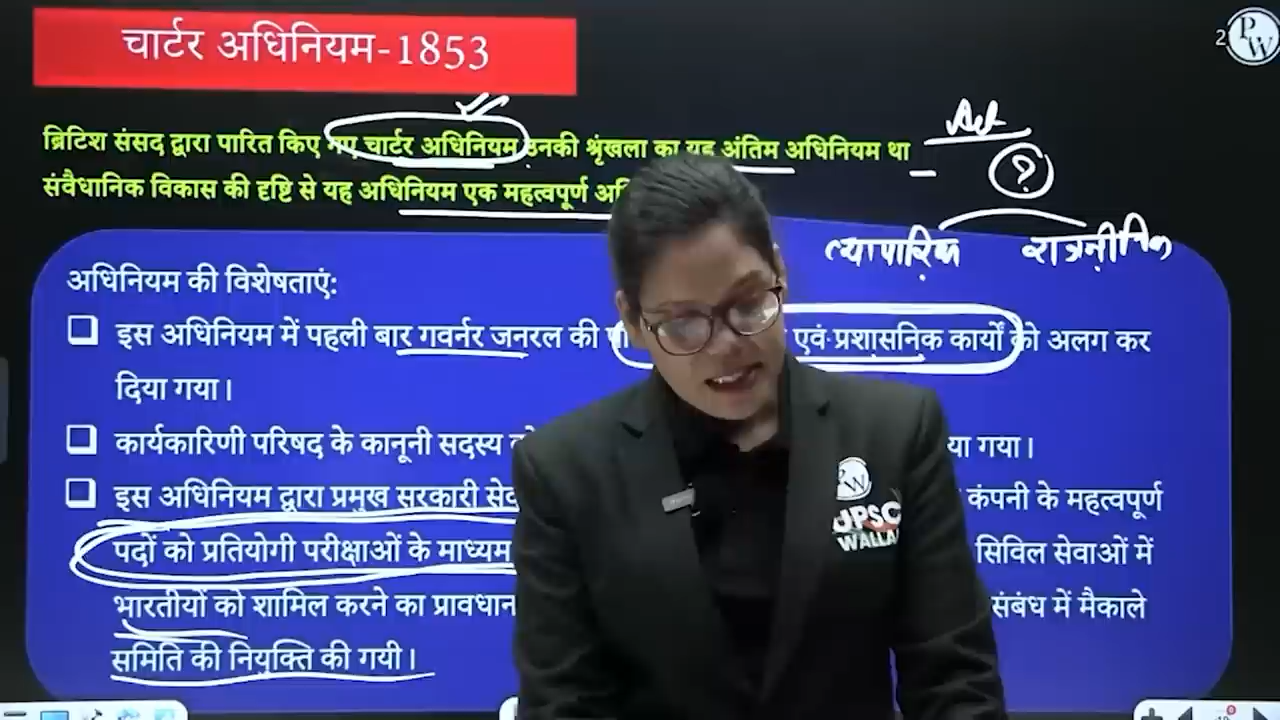 चार्टर अधिनियम-1853
2 PW
ब्रिटिश संसद द्वारा पारित किए गए चार्टर अधिनियम उनकी श्रृंखला का यह अंतिम अधिनियम था
Act
संवैधानिक विकास की दृष्टि से यह अधिनियम एक महत्वपूर्ण
?
व्यापारिक राजनीतिक
अधिनियम की विशेषताएं:
इस अधिनियम में पहली बार गवर्नर जनरल की एवं प्रशासनिक कार्यों को अलग कर
दिया गया।
कार्यकारिणी परिषद के कानूनी सदस्य गया।
इस अधिनियम द्वारा प्रमुख सरकारी कंपनी के महत्वपूर्ण
पदों को प्रतियोगी परीक्षाओं के माध्यम सिविल सेवाओं में
भारतीयों को शामिल करने का प्रावधान संबंध में मैकाले
समिति की नियुक्ति की गयी।
PW
UPSC
WALLAH